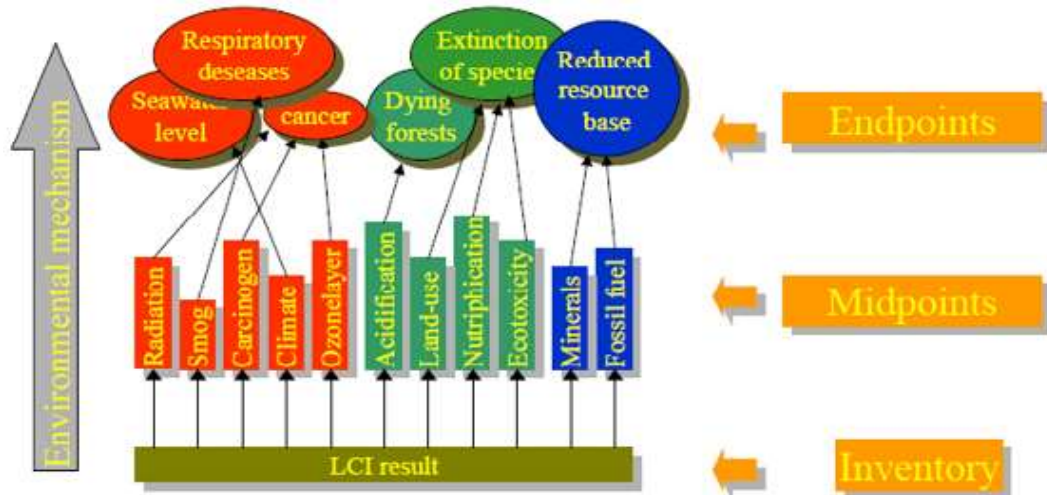 Respiratory
deseases
Extinction
of specie
Reduced
resource
base
Seawate
level
cancer
Dying
forests
Endpoints
Environmental mechanism
Radiation
Smog
Carcinogen
Climate
Ozonelayer
Acidification
Land-use
Nutriphication
Ecotoxicity
Minerals
Fossil fuel
Midpoints
LCI result
Inventory